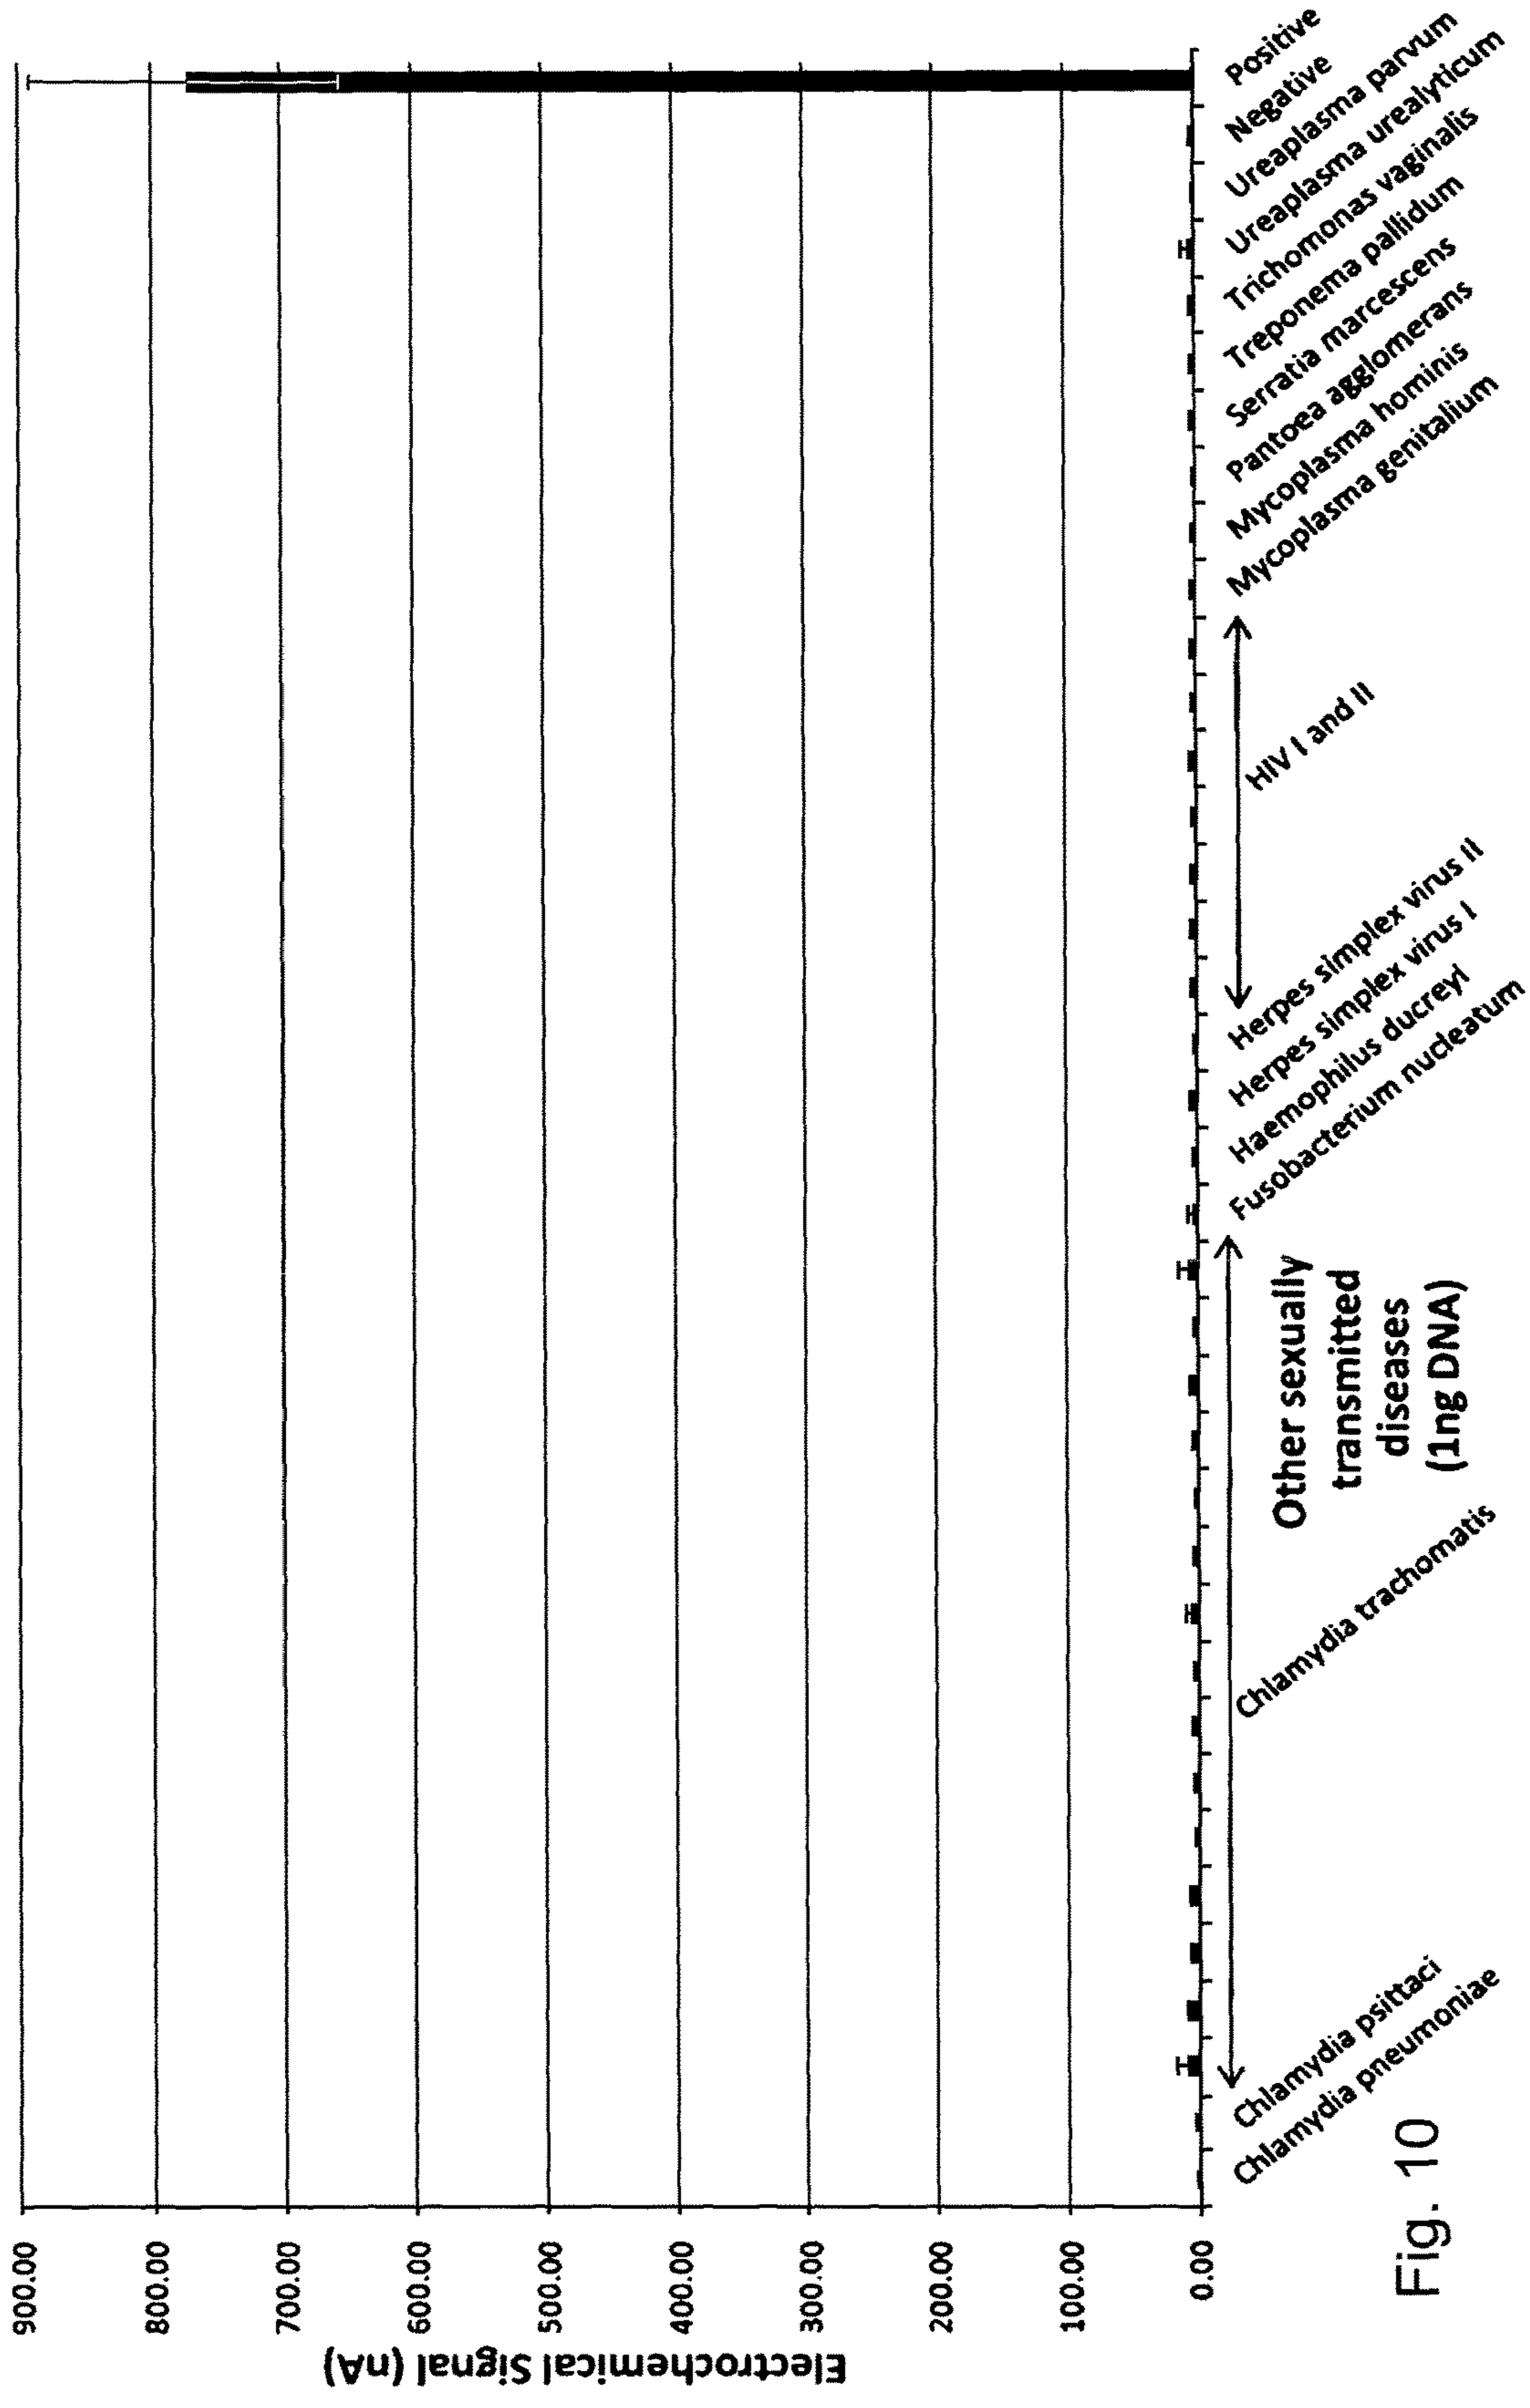 Electrochemical Signal (nA)
900.00
800.00
700.00
600.00
500.00
400.00
300.00
200.00
100.00
0.00
Chlamydia pneumoniae
Chlamydia psittaci
Chlamydia trachomatis
Fusobacterium nucleatum
Haemophilus ducreyi
Herpes simplex virus I
Herpes simplex virus II
HIV I and II
Mycoplasma genitalium
Mycoplasma hominis
Pantoea agglomerans
Serratia marcescens
Treponema pallidum
Trichomonas vaginalis
Ureaplasma urealyticum
Ureaplasma parvum
Negative
Positive
Other sexually
transmitted
diseases
(1ng DNA)
Fig. 10